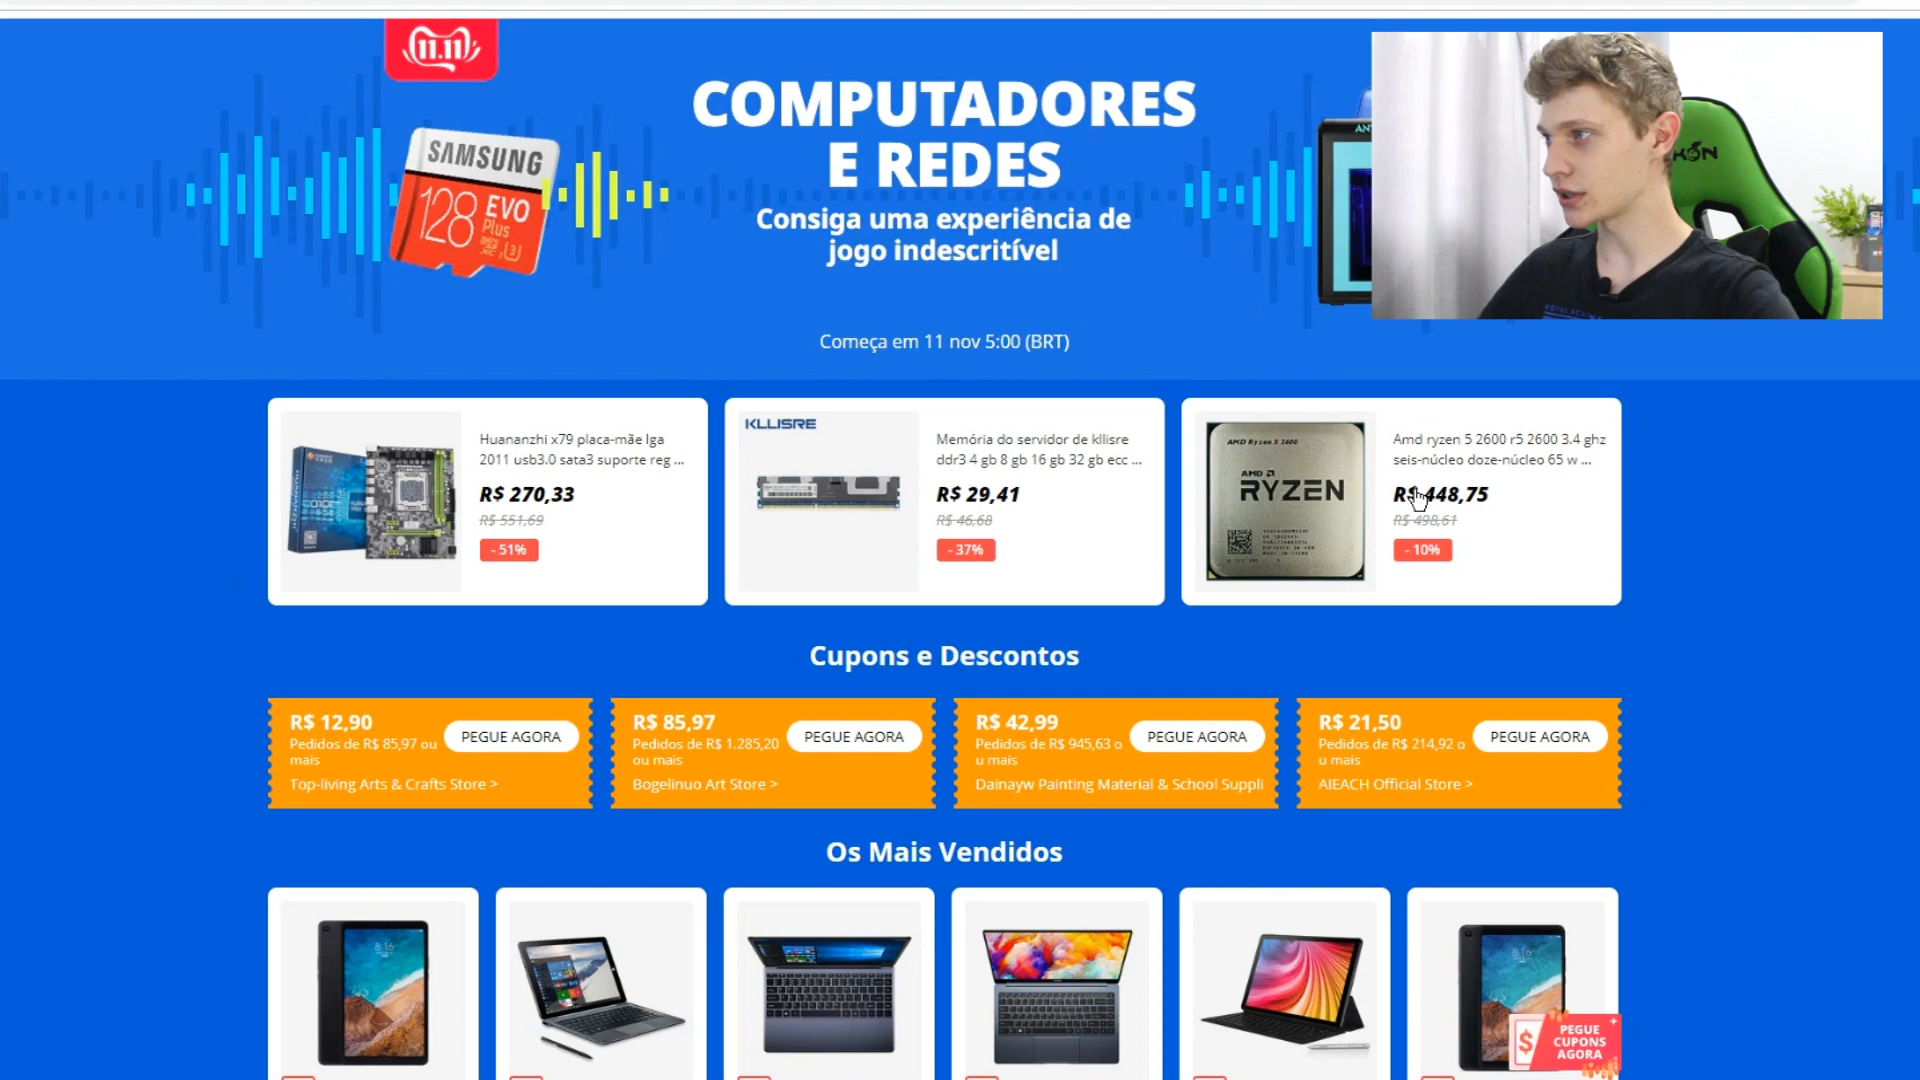 11.11
SAMSUNG
128 EVO
Plus
COMPUTADORES
E REDES
Consiga uma experiência de
jogo indescritível
Começa em 11 nov 5:00 (BRT)
AN
KON
Huananzhi x79 placa-mãe lga
2011 usb3.0 sata3 suporte reg ...
R$ 270,33
R$ 551,69
- 51%
KLLISRE
Memória do servidor de kllisre
ddr3 4 gb 8 gb 16 gb 32 gb ecc ...
R$ 29,41
R$ 46,68
- 37%
AMD Ryzen 5 2600
AMD
RYZEN
Amd ryzen 5 2600 r5 2600 3.4 ghz
seis-núcleo doze-núcleo 65 w ...
R$ 448,75
R$ 498,61
- 10%
Cupons e Descontos
R$ 12,90
Pedidos de R$ 85,97 ou
mais
PEGUE AGORA
Top-living Arts & Crafts Store >
R$ 85,97
Pedidos de R$ 1.285,20
ou mais
PEGUE AGORA
Bogelinuo Art Store >
R$ 42,99
Pedidos de R$ 945,63 o
u mais
PEGUE AGORA
Dainayw Painting Material & School Suppli
R$ 21,50
Pedidos de R$ 214,92 o
u mais
PEGUE AGORA
AIEACH Official Store >
Os Mais Vendidos
8:16
8:16
PEGUE
CUPONS
AGORA